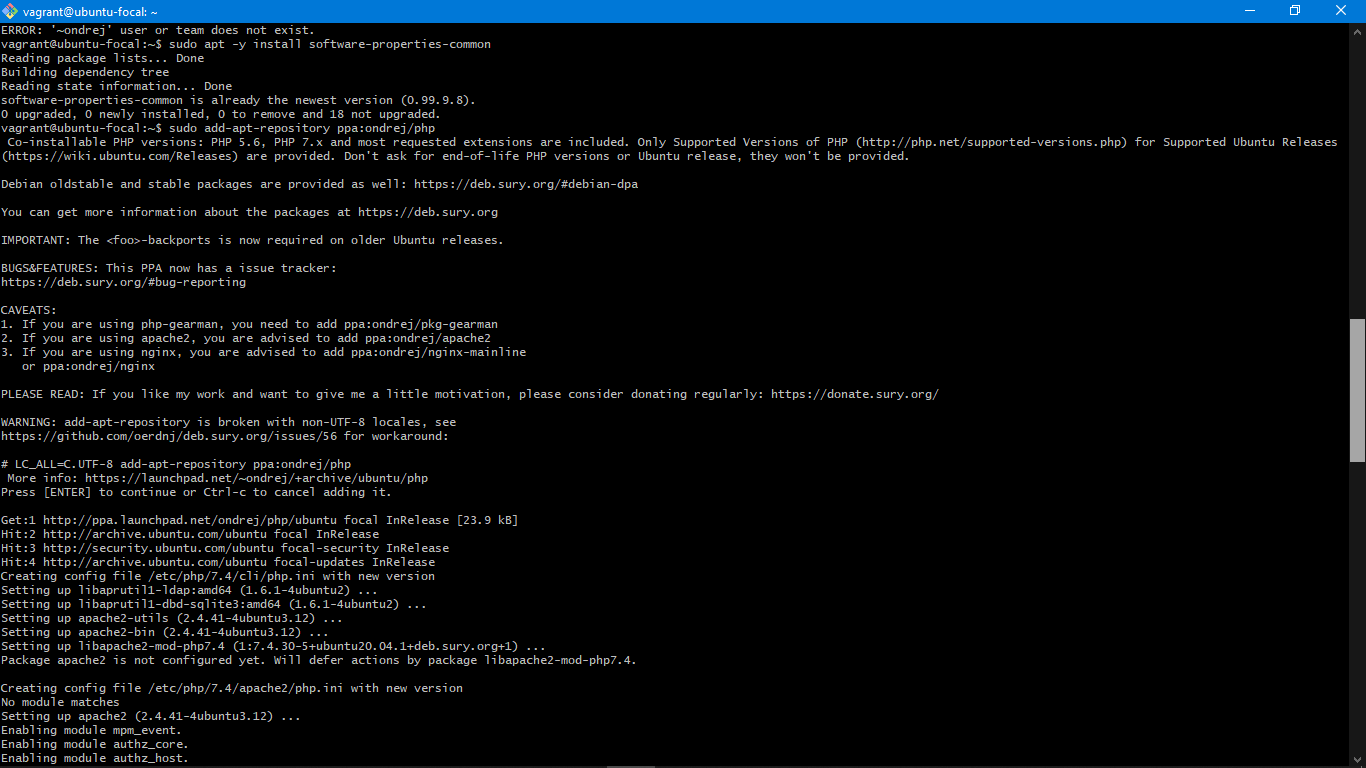 vagrant@ubuntu-focal: ~
ERROR: '~ondrej' user or team does not exist.
vagrant@ubuntu-focal:~$ sudo apt -y install software-properties-common
Reading package lists... Done
Building dependency tree
Reading state information... Done
software-properties-common is already the newest version (0.99.9.8).
0 upgraded, 0 newly installed, 0 to remove and 18 not upgraded.
vagrant@ubuntu-focal:~$ sudo add-apt-repository ppa:ondrej/php
 Co-installable PHP versions: PHP 5.6, PHP 7.x and most requested extensions are included. Only Supported Versions of PHP (http://php.net/supported-versions.php) for Supported Ubuntu Releases
(https://wiki.ubuntu.com/Releases) are provided. Don't ask for end-of-life PHP versions or Ubuntu release, they won't be provided.
Debian oldstable and stable packages are provided as well: https://deb.sury.org/#debian-dpa
You can get more information about the packages at https://deb.sury.org
IMPORTANT: The <foo>-backports is now required on older Ubuntu releases.
BUGS&FEATURES: This PPA now has a issue tracker:
https://deb.sury.org/#bug-reporting
CAVEATS:
1. If you are using php-gearman, you need to add ppa:ondrej/pkg-gearman
2. If you are using apache2, you are advised to add ppa:ondrej/apache2
3. If you are using nginx, you are advised to add ppa:ondrej/nginx-mainline
   or ppa:ondrej/nginx
PLEASE READ: If you like my work and want to give me a little motivation, please consider donating regularly: https://donate.sury.org/
WARNING: add-apt-repository is broken with non-UTF-8 locales, see
https://github.com/oerdnj/deb.sury.org/issues/56 for workaround:
# LC_ALL=C.UTF-8 add-apt-repository ppa:ondrej/php
 More info: https://launchpad.net/~ondrej/+archive/ubuntu/php
Press [ENTER] to continue or Ctrl-c to cancel adding it.
Get:1 http://ppa.launchpad.net/ondrej/php/ubuntu focal InRelease [23.9 kB]
Hit:2 http://archive.ubuntu.com/ubuntu focal InRelease
Hit:3 http://security.ubuntu.com/ubuntu focal-security InRelease
Hit:4 http://archive.ubuntu.com/ubuntu focal-updates InRelease
Creating config file /etc/php/7.4/cli/php.ini with new version
Setting up libaprutil1-ldap:amd64 (1.6.1-4ubuntu2) ...
Setting up libaprutil1-dbd-sqlite3:amd64 (1.6.1-4ubuntu2) ...
Setting up apache2-utils (2.4.41-4ubuntu3.12) ...
Setting up apache2-bin (2.4.41-4ubuntu3.12) ...
Setting up libapache2-mod-php7.4 (1:7.4.30-5+ubuntu20.04.1+deb.sury.org+1) ...
Package apache2 is not configured yet. Will defer actions by package libapache2-mod-php7.4.
Creating config file /etc/php/7.4/apache2/php.ini with new version
No module matches
Setting up apache2 (2.4.41-4ubuntu3.12) ...
Enabling module mpm_event.
Enabling module authz_core.
Enabling module authz_host.